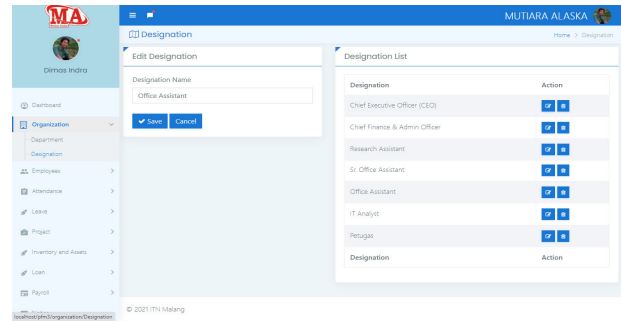 MA
MUTIARA ALASKA
Designation
Home > Designation
Dimas Indra
Dashboard
Organization
Department
Designation
Employees
Attendance
Leave
Project
Inventory and Assets
Loan
Payroll
localhost/pfm3/organization/Designation
Edit Designation
Designation Name
Office Assistant
Save Cancel
Designation List
Designation Action
Chief Executive Officer (CEO)
Chief Finance & Admin Officer
Research Assistant
Sr. Office Assistant
Office Assistant
IT Analyst
Petugas
Designation Action
© 2021 ITN Malang